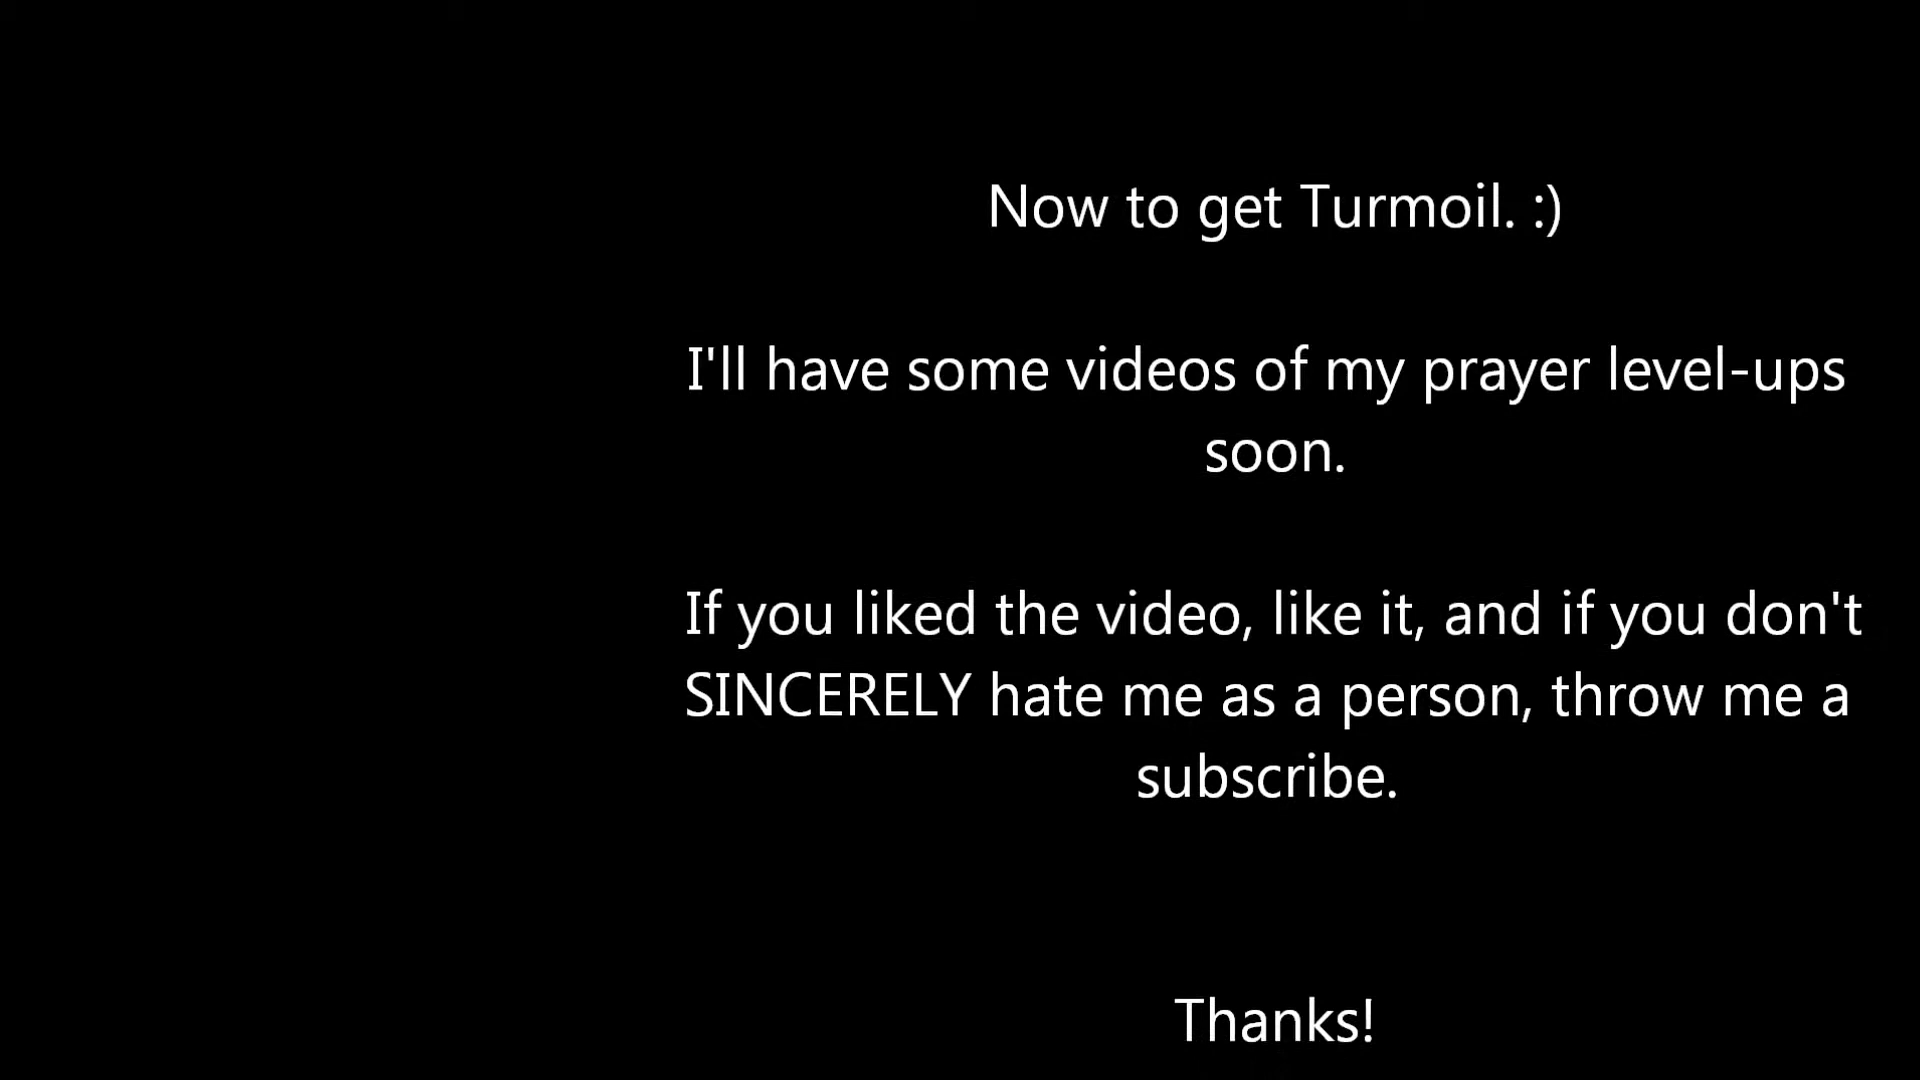 Now to get Turmoil. :)
I'll have some videos of my prayer level-ups
soon.
If you liked the video, like it, and if you don't
SINCERELY hate me as a person, throw me a
subscribe.
Thanks!